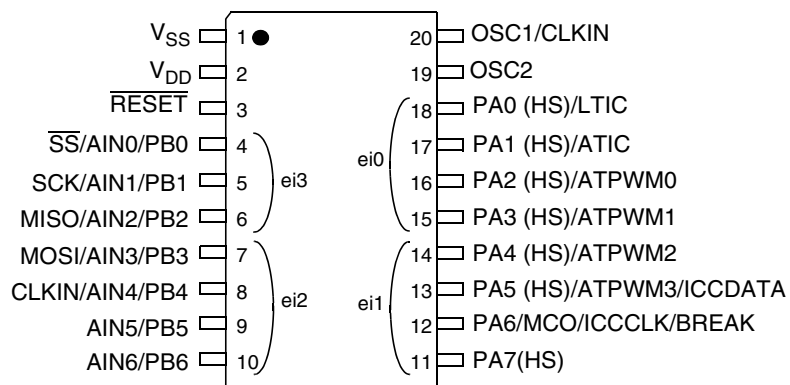 VSS 1 20 OSC1/CLKIN
VDD 2 19 OSC2
RESET 3 18 PA0 (HS)/LTIC
SS/AIN0/PB0 4 17 PA1 (HS)/ATIC
ei3 ei0
SCK/AIN1/PB1 5 16 PA2 (HS)/ATPWM0
MISO/AIN2/PB2 6 15 PA3 (HS)/ATPWM1
MOSI/AIN3/PB3 7 14 PA4 (HS)/ATPWM2
CLKIN/AIN4/PB4 8 13 PA5 (HS)/ATPWM3/ICCDATA
ei2 ei1
AIN5/PB5 9 12 PA6/MCO/ICCCLK/BREAK
AIN6/PB6 10 11 PA7(HS)